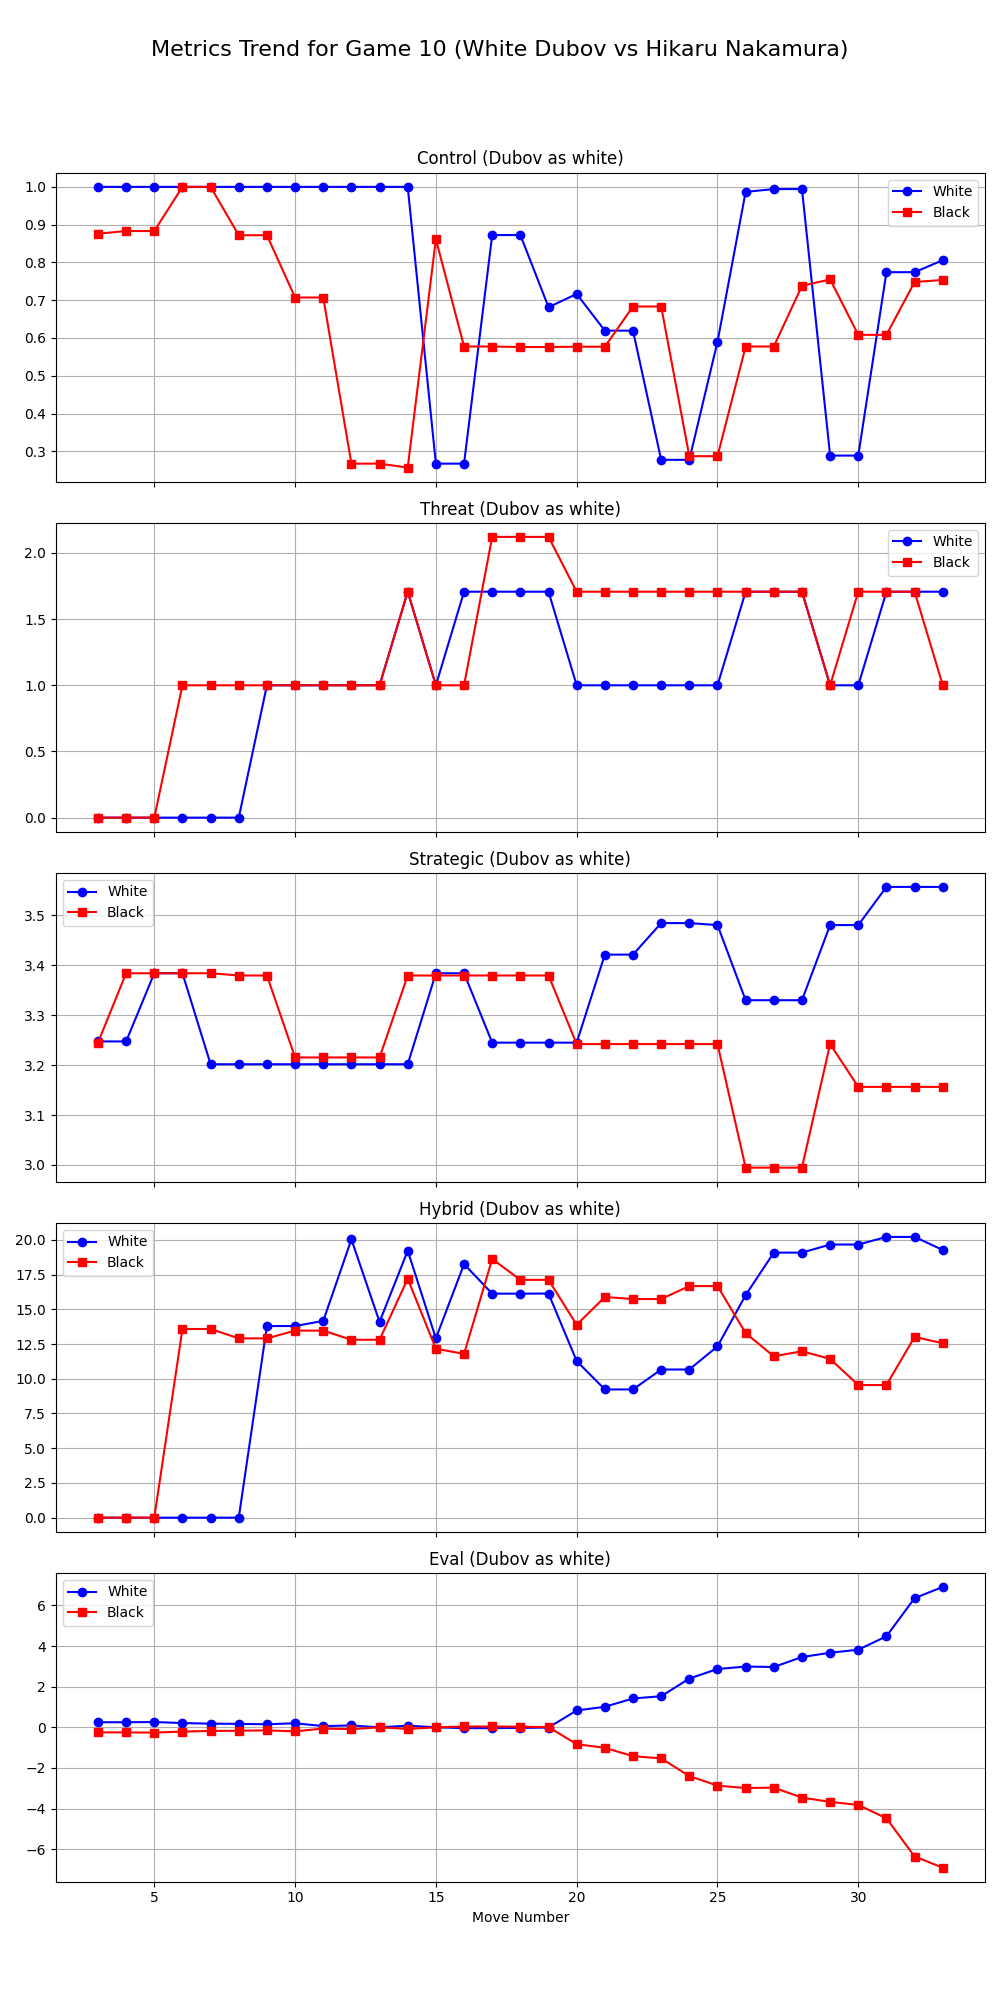 Metrics Trend for Game 10 (White Dubov vs Hikaru Nakamura)
Control (Dubov as white)
1.0
0.9
0.8
0.7
0.6
0.5
0.4
0.3
White
Black
Threat (Dubov as white)
2.0
1.5
1.0
0.5
0.0
White
Black
Strategic (Dubov as white)
3.5
3.4
3.3
3.2
3.1
3.0
White
Black
Hybrid (Dubov as white)
20.0
17.5
15.0
12.5
10.0
7.5
5.0
2.5
0.0
White
Black
Eval (Dubov as white)
6
4
2
0
−2
−4
−6
White
Black
5 10 15 20 25 30
Move Number